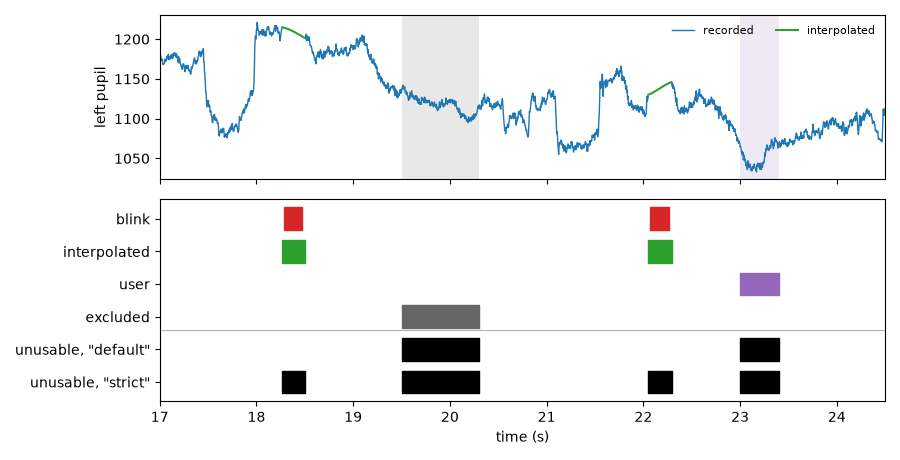 recorded
interpolated
left pupil
1200
1150
1100
1050
blink
interpolated
user
excluded
unusable, "default"
unusable, "strict"
17 18 19 20 21 22 23 24
time (s)